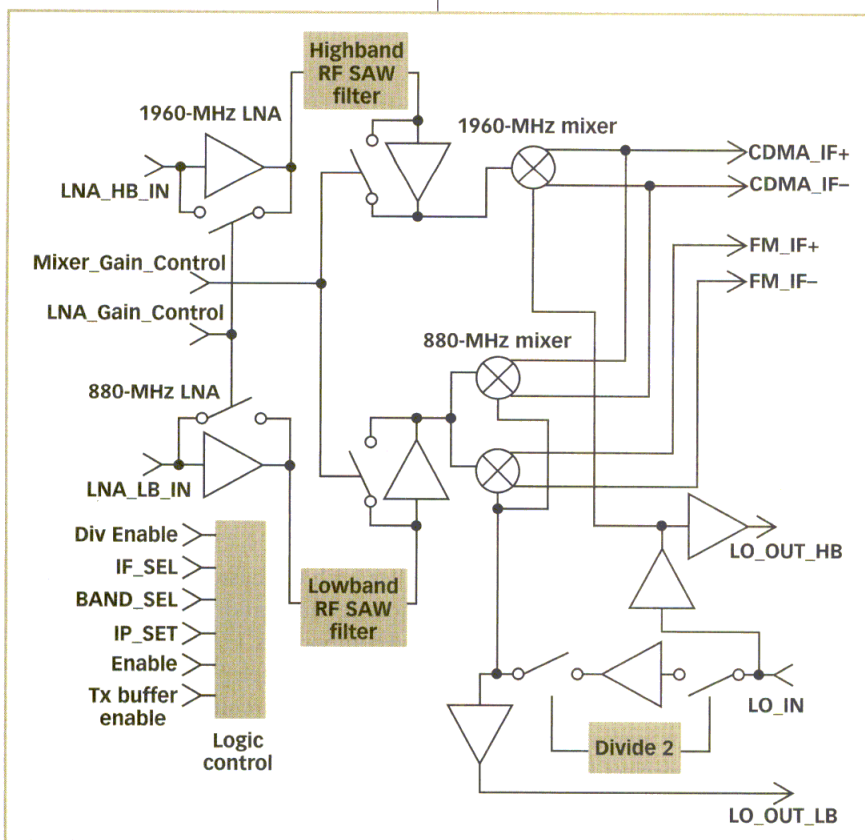 Highband
RF SAW
filter
1960-MHz LNA
1960-MHz mixer
CDMA_IF+
LNA_HB_IN
CDMA_IF–
Mixer_Gain_Control
FM_IF+
FM_IF–
LNA_Gain_Control
880-MHz mixer
880-MHz LNA
LNA_LB_IN
Div Enable
IF_SEL
BAND_SEL
IP_SET
Enable
Tx buffer
enable
Logic
control
Lowband
RF SAW
filter
LO_OUT_HB
LO_IN
Divide 2
LO_OUT_LB